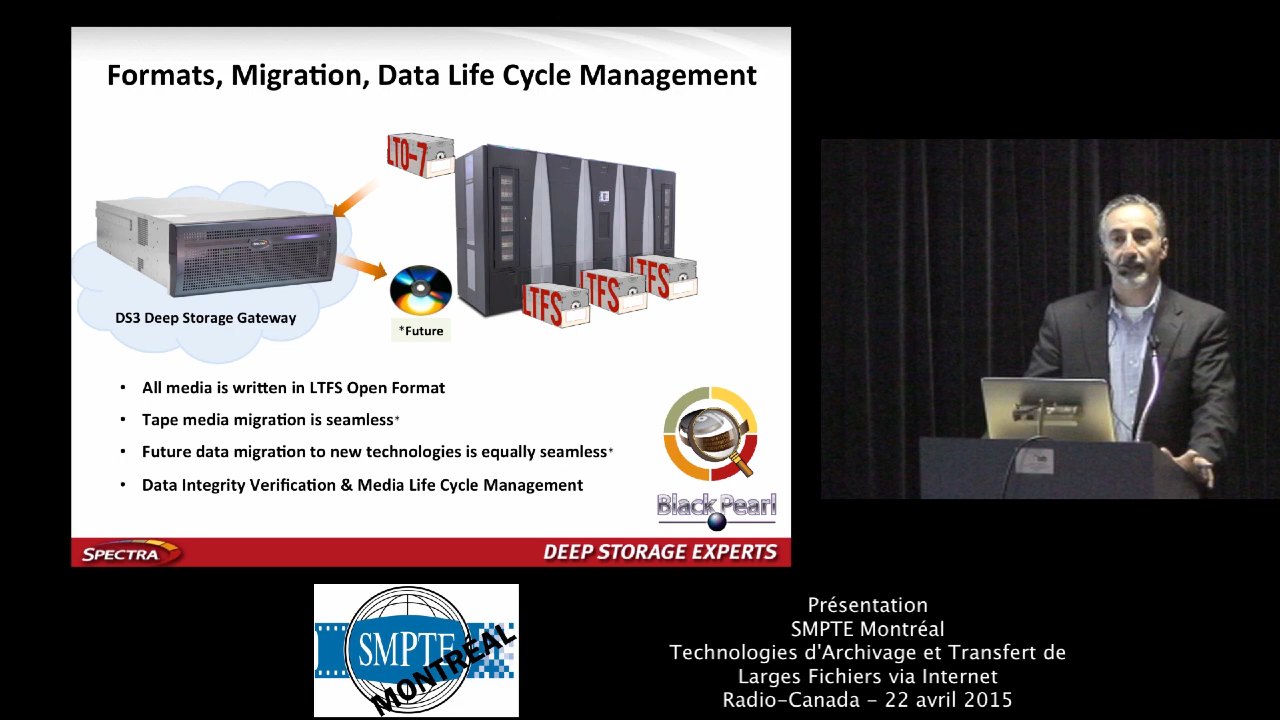 Formats, Migration, Data Life Cycle Management
LTO-7
LTFS
LTFS
LTFS
DS3 Deep Storage Gateway
*Future
• All media is written in LTFS Open Format
• Tape media migration is seamless*
• Future data migration to new technologies is equally seamless*
• Data Integrity Verification & Media Life Cycle Management
Black Pearl
SPECTRA
DEEP STORAGE EXPERTS
SMPTE
MONTRÉAL
Présentation
SMPTE Montréal
Technologies d'Archivage et Transfert de
Larges Fichiers via Internet
Radio-Canada - 22 avril 2015